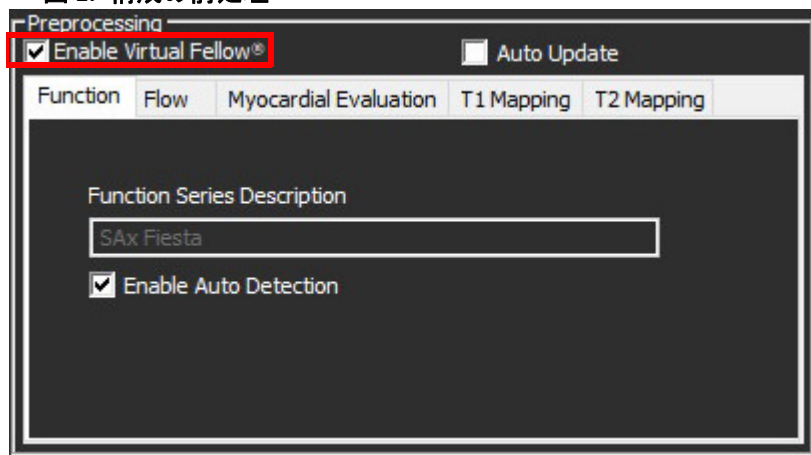 Preprocessing
Enable Virtual Fellow® Auto Update
Function Flow Myocardial Evaluation T1 Mapping T2 Mapping
Function Series Description
SAx Fiesta
Enable Auto Detection